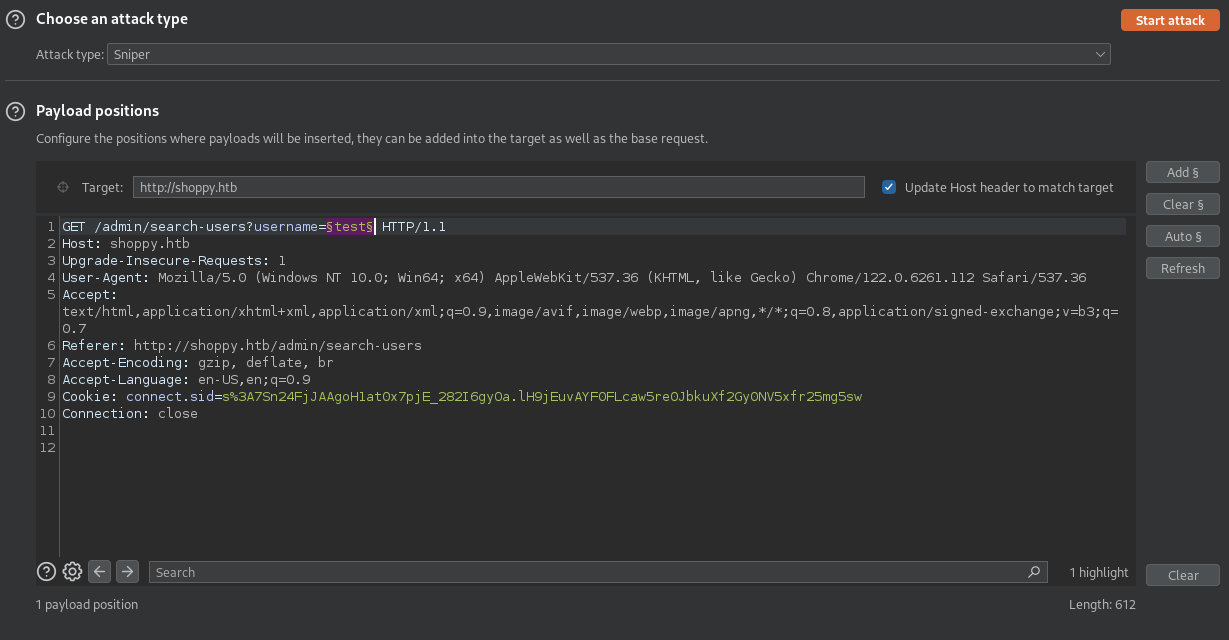 Choose an attack type
Start attack
Attack type: Sniper
Payload positions
Configure the positions where payloads will be inserted, they can be added into the target as well as the base request.
Target: http://shoppy.htb
Update Host header to match target
Add §
Clear §
Auto §
Refresh
1 GET /admin/search-users?username=§test§ HTTP/1.1
2 Host: shoppy.htb
3 Upgrade-Insecure-Requests: 1
4 User-Agent: Mozilla/5.0 (Windows NT 10.0; Win64; x64) AppleWebKit/537.36 (KHTML, like Gecko) Chrome/122.0.6261.112 Safari/537.36
5 Accept:
text/html,application/xhtml+xml,application/xml;q=0.9,image/avif,image/webp,image/apng,*/*;q=0.8,application/signed-exchange;v=b3;q=
0.7
6 Referer: http://shoppy.htb/admin/search-users
7 Accept-Encoding: gzip, deflate, br
8 Accept-Language: en-US,en;q=0.9
9 Cookie: connect.sid=s%3A7Sn24FjJAAgoH1atOx7pjE_282I6gyOa.lH9jEuvAYFOFLcaw5reOJbkuXf2Gy0NV5xfr25mg5sw
10 Connection: close
11
12
Search
1 highlight
Clear
1 payload position
Length: 612